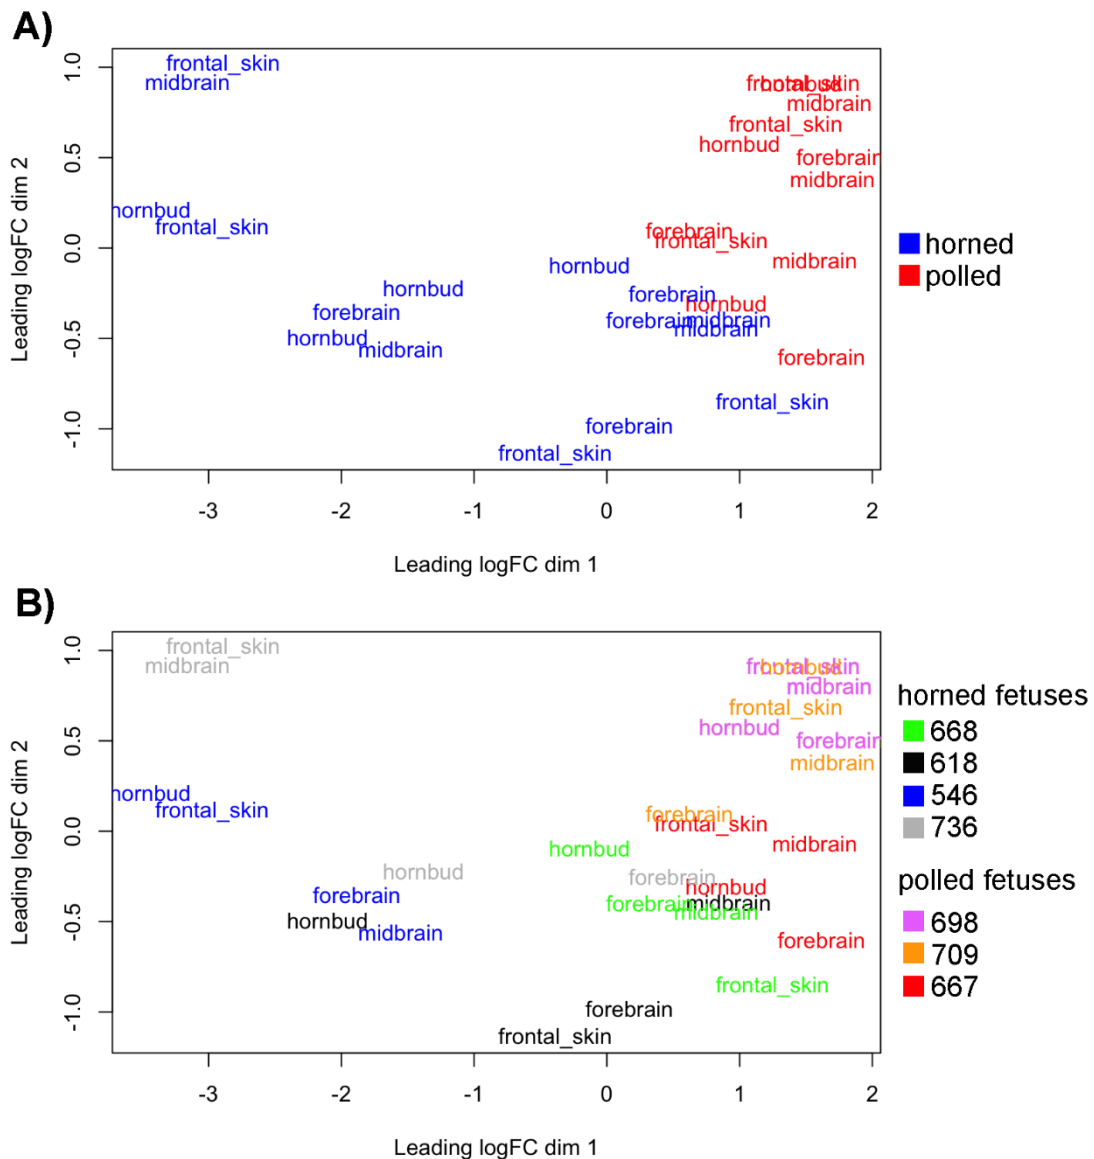 A)
frontal_skin
midbrain
frontal_skin
hornbud
midbrain
frontal_skin
hornbud
forebrain
midbrain
hornbud
frontal_skin
forebrain
frontal_skin
midbrain
hornbud
hornbud
forebrain
hornbud
forebrain
hornbud
midbrain
forebrain
midbrain
midbrain
forebrain
frontal_skin
forebrain
frontal_skin
1.0
0.5
0.0
-0.5
-1.0
Leading logFC dim 2
-3
-2
-1
0
1
2
Leading logFC dim 1
horned
polled
B)
frontal_skin
midbrain
frontal_skin
hornbud
midbrain
frontal_skin
hornbud
forebrain
midbrain
hornbud
frontal_skin
forebrain
frontal_skin
midbrain
hornbud
hornbud
forebrain
hornbud
forebrain
hornbud
midbrain
forebrain
midbrain
midbrain
forebrain
frontal_skin
forebrain
frontal_skin
1.0
0.5
0.0
-0.5
-1.0
Leading logFC dim 2
-3
-2
-1
0
1
2
Leading logFC dim 1
horned fetuses
668
618
546
736
polled fetuses
698
709
667